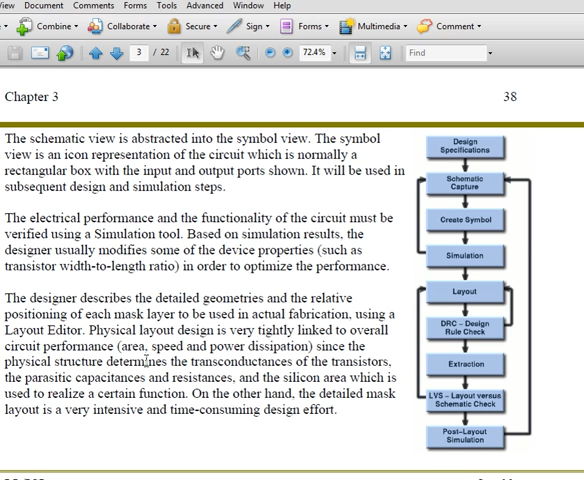 View Document Comments Forms Tools Advanced Window Help
Combine Collaborate Secure Sign Forms Multimedia Comment
3 / 22 72.4% Find
Chapter 3 38
The schematic view is abstracted into the symbol view. The symbol
view is an icon representation of the circuit which is normally a
rectangular box with the input and output ports shown. It will be used in
subsequent design and simulation steps.
The electrical performance and the functionality of the circuit must be
verified using a Simulation tool. Based on simulation results, the
designer usually modifies some of the device properties (such as
transistor width-to-length ratio) in order to optimize the performance.
The designer describes the detailed geometries and the relative
positioning of each mask layer to be used in actual fabrication, using a
Layout Editor. Physical layout design is very tightly linked to overall
circuit performance (area, speed and power dissipation) since the
physical structure determines the transconductances of the transistors,
the parasitic capacitances and resistances, and the silicon area which is
used to realize a certain function. On the other hand, the detailed mask
layout is a very intensive and time-consuming design effort.
Design
Specifications
Schematic
Capture
Create Symbol
Simulation
Layout
DRC – Design
Rule Check
Extraction
LVS – Layout versus
Schematic Check
Post-Layout
Simulation